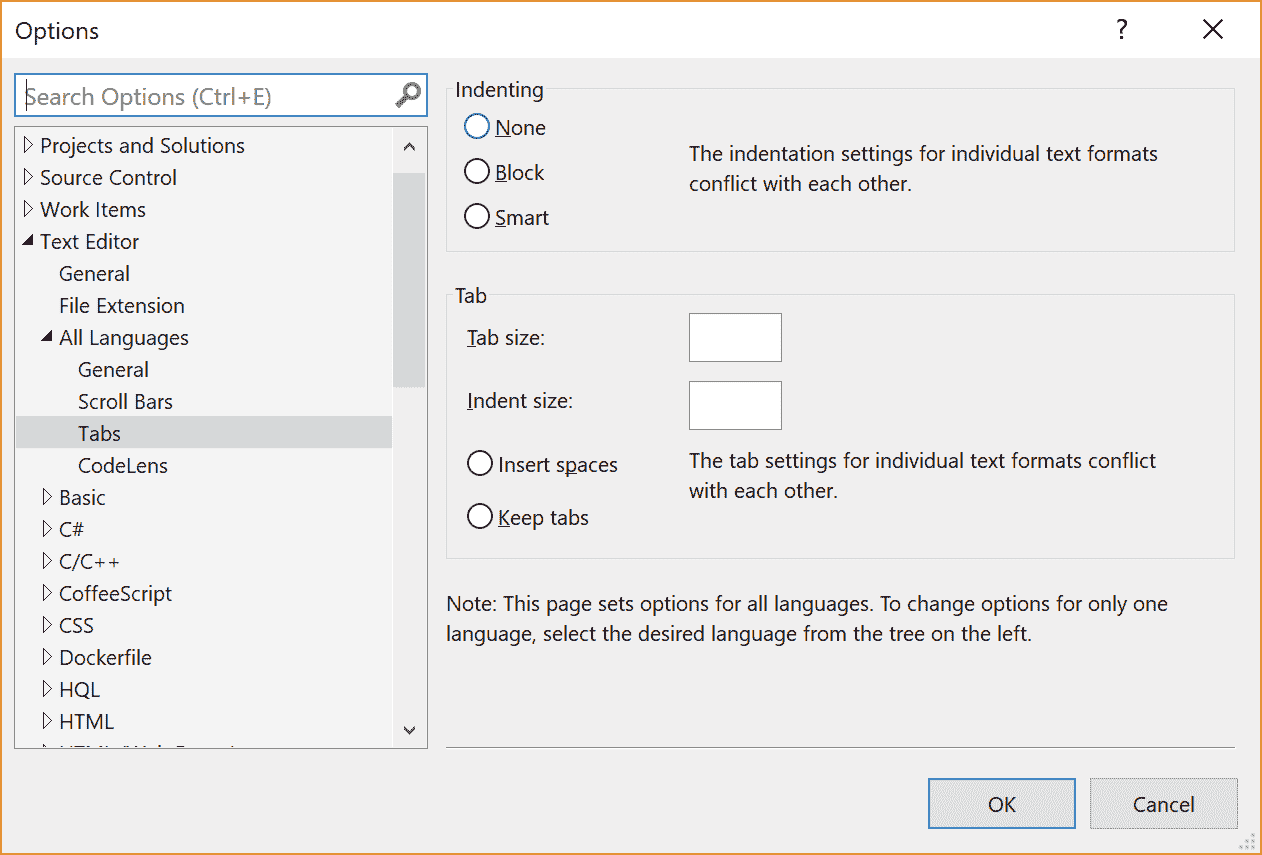 Options
?
Search Options (Ctrl+E)
Projects and Solutions
Source Control
Work Items
Text Editor
General
File Extension
All Languages
General
Scroll Bars
Tabs
CodeLens
Basic
C#
C/C++
CoffeeScript
CSS
Dockerfile
HQL
HTML
Indenting
None
Block
Smart
The indentation settings for individual text formats
conflict with each other.
Tab
Tab size:
Indent size:
Insert spaces
Keep tabs
The tab settings for individual text formats conflict
with each other.
Note: This page sets options for all languages. To change options for only one
language, select the desired language from the tree on the left.
OK
Cancel